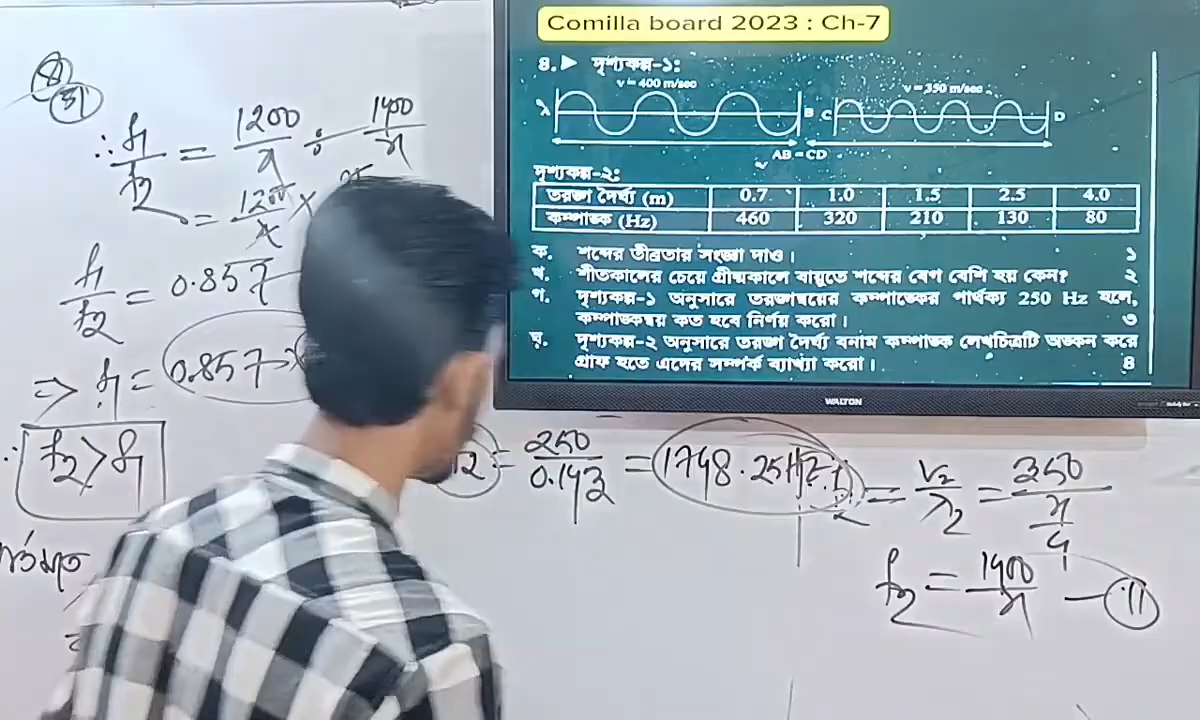 Comilla board 2023 : Ch-7
৪. ▶ দৃশ্যকল্প-১:
v = 400 m/sec
v = 350 m/sec
A B C D
AB = CD
দৃশ্যকল্প-২:
তরঙ্গ দৈর্ঘ্য (m) 0.7 1.0 1.5 2.5 4.0
কম্পাঙ্ক (Hz) 460 320 210 130 80
ক. শব্দের তীব্রতার সংজ্ঞা দাও। ১
খ. শীতকালের চেয়ে গ্রীষ্মকালে বায়ুতে শব্দের বেগ বেশি হয় কেন? ২
গ. দৃশ্যকল্প-১ অনুসারে তরঙ্গদ্বয়ের কম্পাঙ্কের পার্থক্য 250 Hz হলে,
কম্পাঙ্কদ্বয় কত হবে নির্ণয় করো। ৩
ঘ. দৃশ্যকল্প-২ অনুসারে তরঙ্গ দৈর্ঘ্য বনাম কম্পাঙ্ক লেখচিত্রটি অঙ্কন করে
গ্রাফ হতে এদের সম্পর্ক ব্যাখ্যা করো। ৪
WALTON
∴ f1/f2 = 1200/x ÷ 1400/x
= 1200/x ×
f1/f2 = 0.857
⇒ f1 = 0.857 ×
∴ f2 > f1
= 250/0.143 = 1748.25 Hz
f2 = v2/λ2 = 350/(x/4)
f2 = 1400/x — (11)